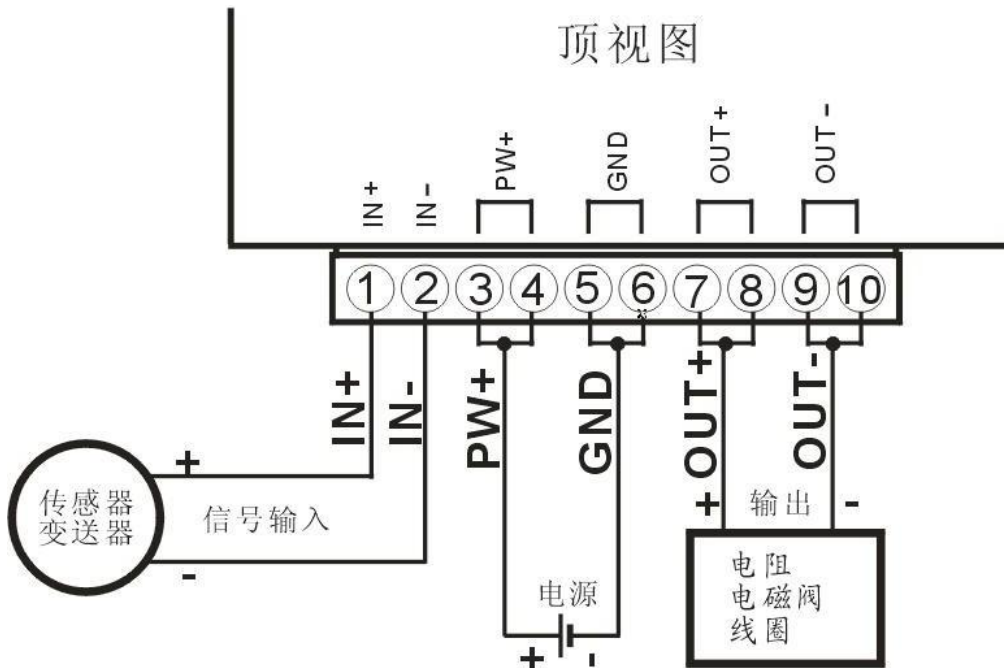 顶视图
IN+
IN-
PW+
GND
OUT+
OUT-
1 2 3 4 5 6 7 8 9 10
IN+
IN-
PW+
GND
OUT+
OUT-
+
传感器
变送器
信号输入
-
+
输出
-
电阻
电磁阀
线圈
电源
+
-